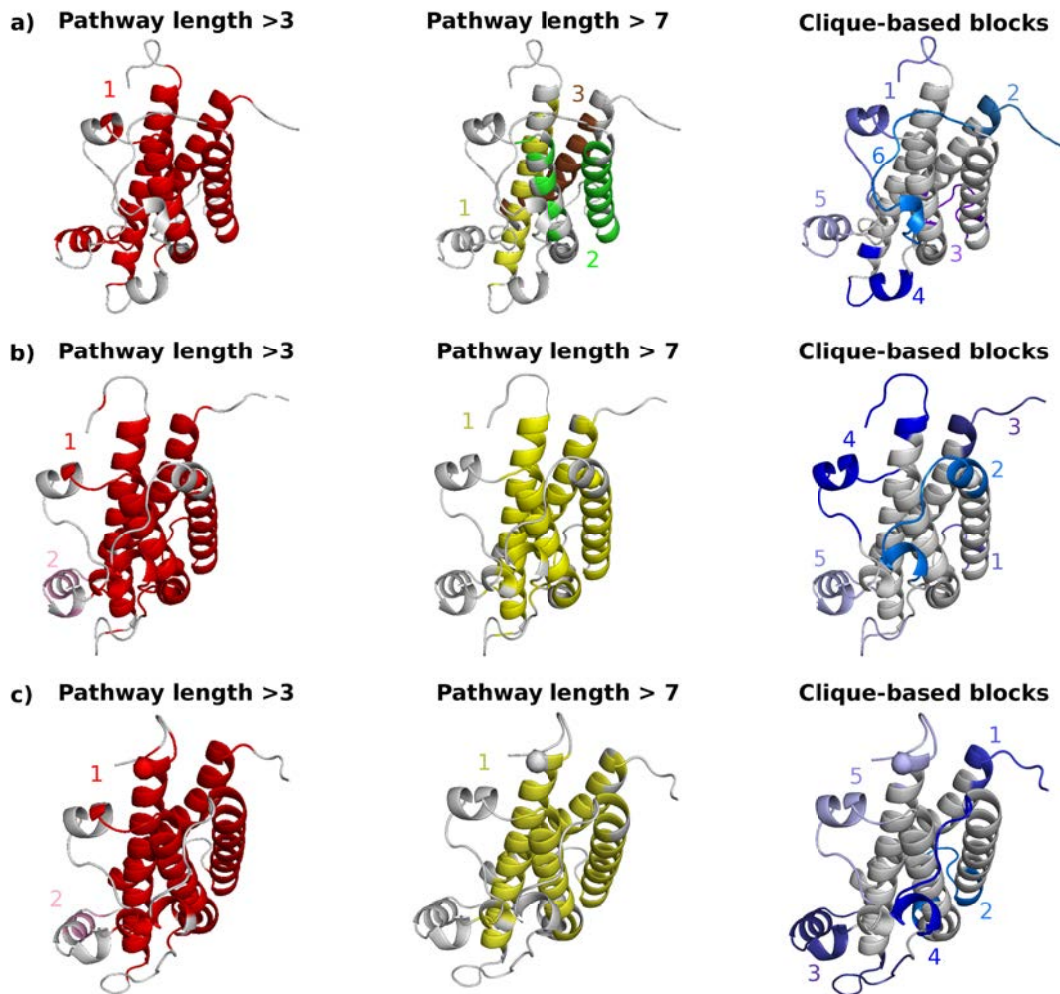 a) Pathway length >3 Pathway length > 7 Clique-based blocks
1 3 1 2
6
1 5
2 3
4
b) Pathway length >3 Pathway length > 7 Clique-based blocks
1 1 4 3
2
2 5 1
c) Pathway length >3 Pathway length > 7 Clique-based blocks
1 1 5 1
2 2
3 4